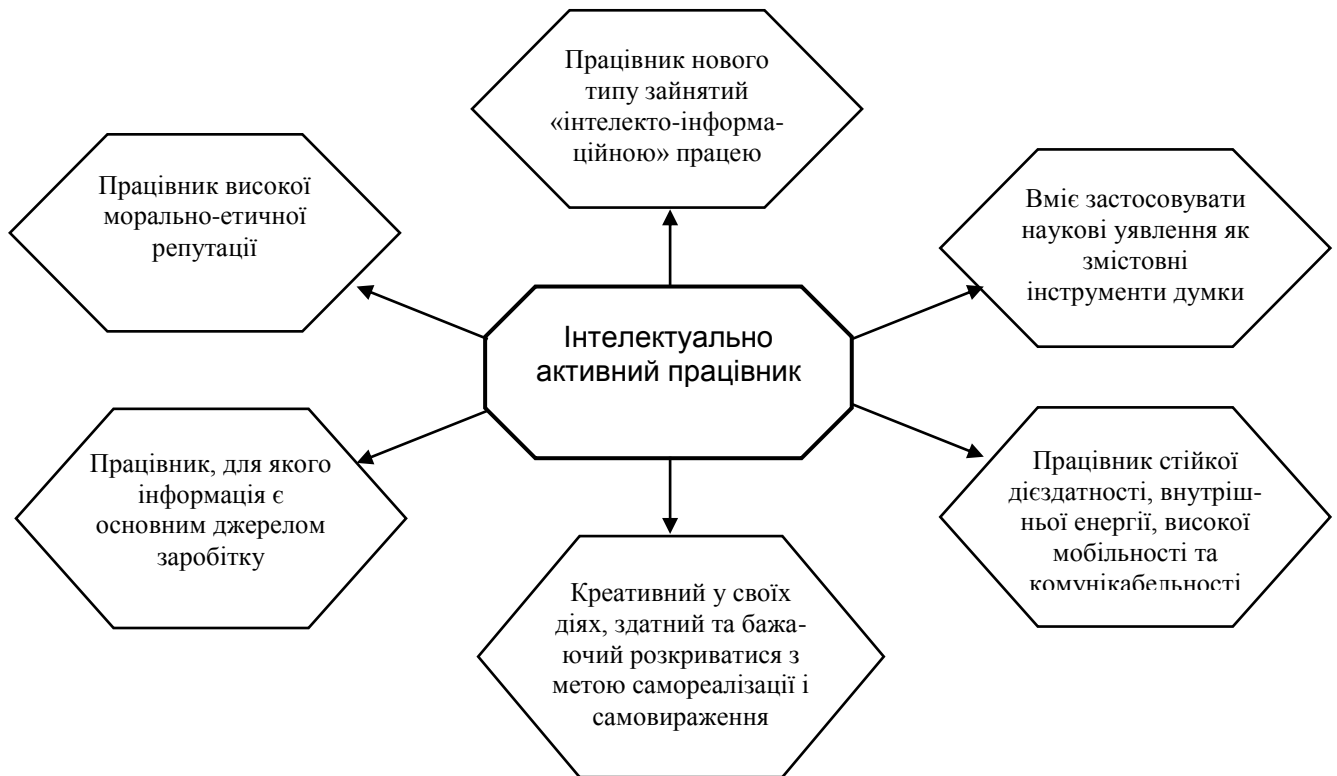 Працівник нового
типу зайнятий
«інтелекто-інформа-
ційною» працею
Працівник високої
морально-етичної
репутації
Вміє застосовувати
наукові уявлення як
змістовні
інструменти думки
Інтелектуально
активний працівник
Працівник, для якого
інформація є
основним джерелом
заробітку
Працівник стійкої
дієздатності, внутріш-
ньої енергії, високої
мобільності та
комунікабельності
Креативний у своїх
діях, здатний та бажа-
ючий розкриватися з
метою самореалізації і
самовираження